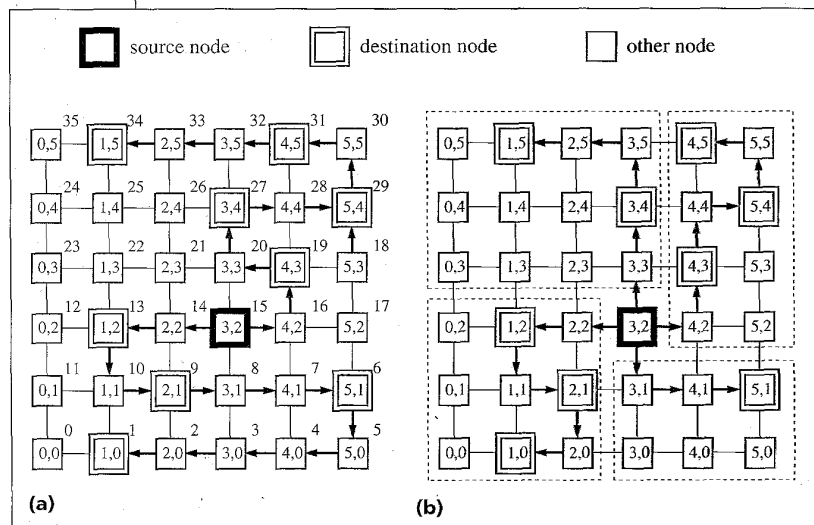 source node destination node other node
35 34 33 32 31 30
0,5 1,5 2,5 3,5 4,5 5,5 0,5 1,5 2,5 3,5 4,5 5,5
24 25 26 27 28 29
0,4 1,4 2,4 3,4 4,4 5,4 0,4 1,4 2,4 3,4 4,4 5,4
23 22 21 20 19 18
0,3 1,3 2,3 3,3 4,3 5,3 0,3 1,3 2,3 3,3 4,3 5,3
12 13 14 15 16 17
0,2 1,2 2,2 3,2 4,2 5,2 0,2 1,2 2,2 3,2 4,2 5,2
11 10 9 8 7 6
0,1 1,1 2,1 3,1 4,1 5,1 0,1 1,1 2,1 3,1 4,1 5,1
0 1 2 3 4 5
0,0 1,0 2,0 3,0 4,0 5,0 0,0 1,0 2,0 3,0 4,0 5,0
(a) (b)